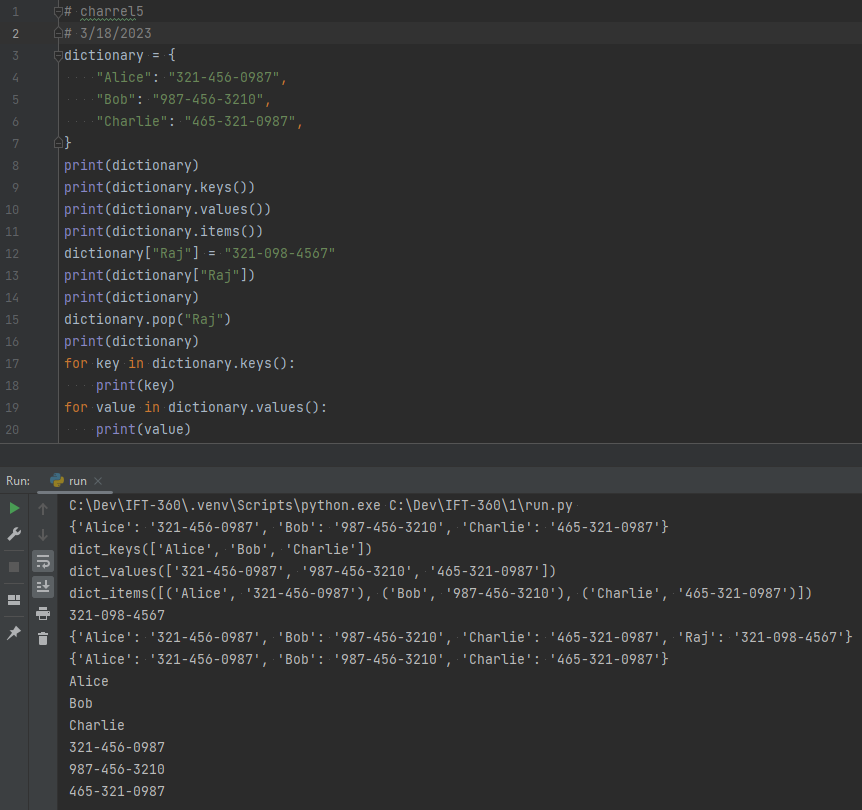 1 # charrel5
2 # 3/18/2023
3 dictionary = {
4     "Alice": "321-456-0987",
5     "Bob": "987-456-3210",
6     "Charlie": "465-321-0987",
7 }
8 print(dictionary)
9 print(dictionary.keys())
10 print(dictionary.values())
11 print(dictionary.items())
12 dictionary["Raj"] = "321-098-4567"
13 print(dictionary["Raj"])
14 print(dictionary)
15 dictionary.pop("Raj")
16 print(dictionary)
17 for key in dictionary.keys():
18     print(key)
19 for value in dictionary.values():
20     print(value)
Run: run
C:\Dev\IFT-360\.venv\Scripts\python.exe C:\Dev\IFT-360\1\run.py
{'Alice': '321-456-0987', 'Bob': '987-456-3210', 'Charlie': '465-321-0987'}
dict_keys(['Alice', 'Bob', 'Charlie'])
dict_values(['321-456-0987', '987-456-3210', '465-321-0987'])
dict_items([('Alice', '321-456-0987'), ('Bob', '987-456-3210'), ('Charlie', '465-321-0987')])
321-098-4567
{'Alice': '321-456-0987', 'Bob': '987-456-3210', 'Charlie': '465-321-0987', 'Raj': '321-098-4567'}
{'Alice': '321-456-0987', 'Bob': '987-456-3210', 'Charlie': '465-321-0987'}
Alice
Bob
Charlie
321-456-0987
987-456-3210
465-321-0987